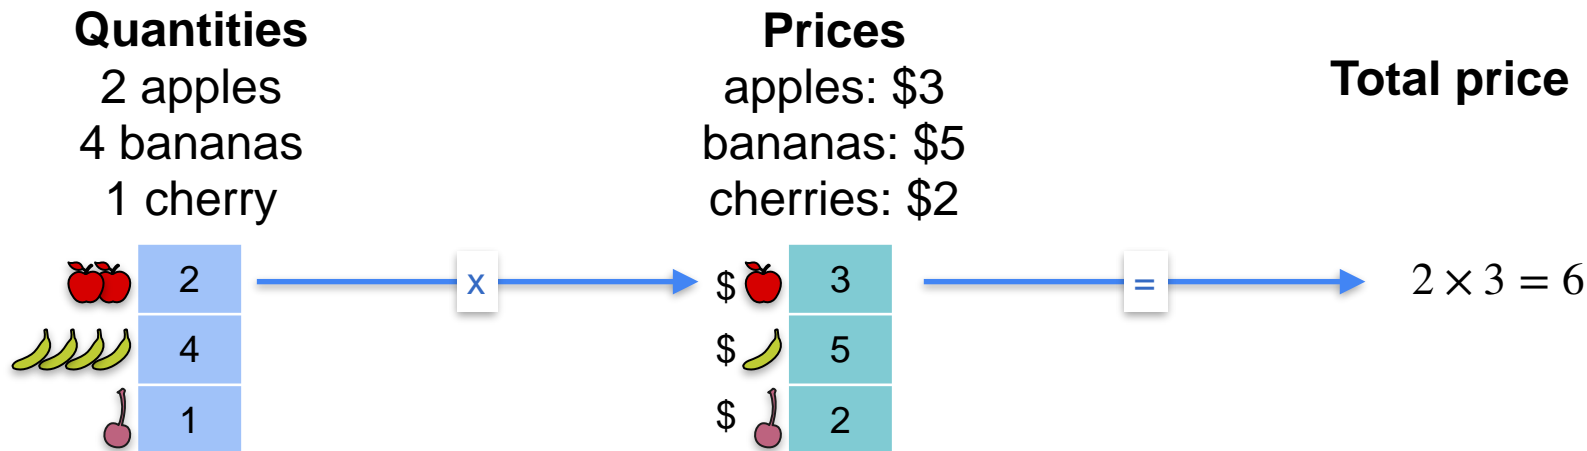 Quantities
2 apples
4 bananas
1 cherry
Prices
apples: $3
bananas: $5
cherries: $2
Total price
2 x $ 3 = 2 × 3 = 6
4 $ 5
1 $ 2